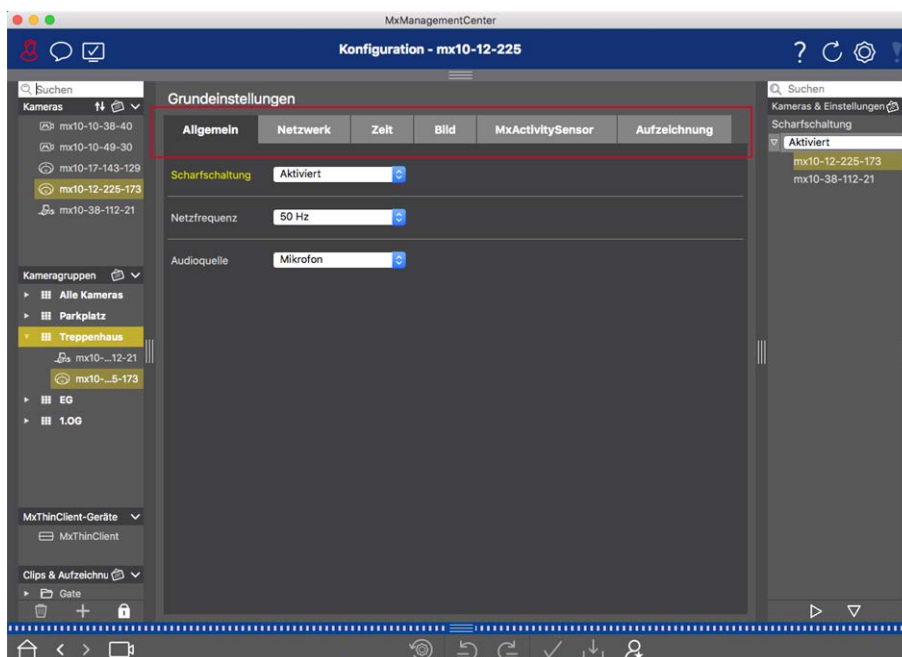 MxManagementCenter
Konfiguration - mx10-12-225
Suchen
Kameras
mx10-10-38-40
mx10-10-49-30
mx10-17-143-129
mx10-12-225-173
mx10-38-112-21
Kameragruppen
Alle Kameras
Parkplatz
Treppenhaus
mx10-...12-21
mx10-...5-173
EG
1.OG
MxThinClient-Geräte
MxThinClient
Clips & Aufzeichnu
Gate
Grundeinstellungen
Allgemein Netzwerk Zeit Bild MxActivitySensor Aufzeichnung
Scharfschaltung Aktiviert
Netzfrequenz 50 Hz
Audioquelle Mikrofon
Suchen
Kameras & Einstellungen
Scharfschaltung
Aktiviert
mx10-12-225-173
mx10-38-112-21